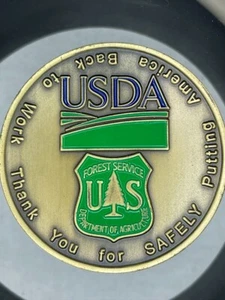 Thank You for SAFELY Putting America Back to Work
USDA
FOREST SERVICE
U S
DEPARTMENT OF AGRICULTURE